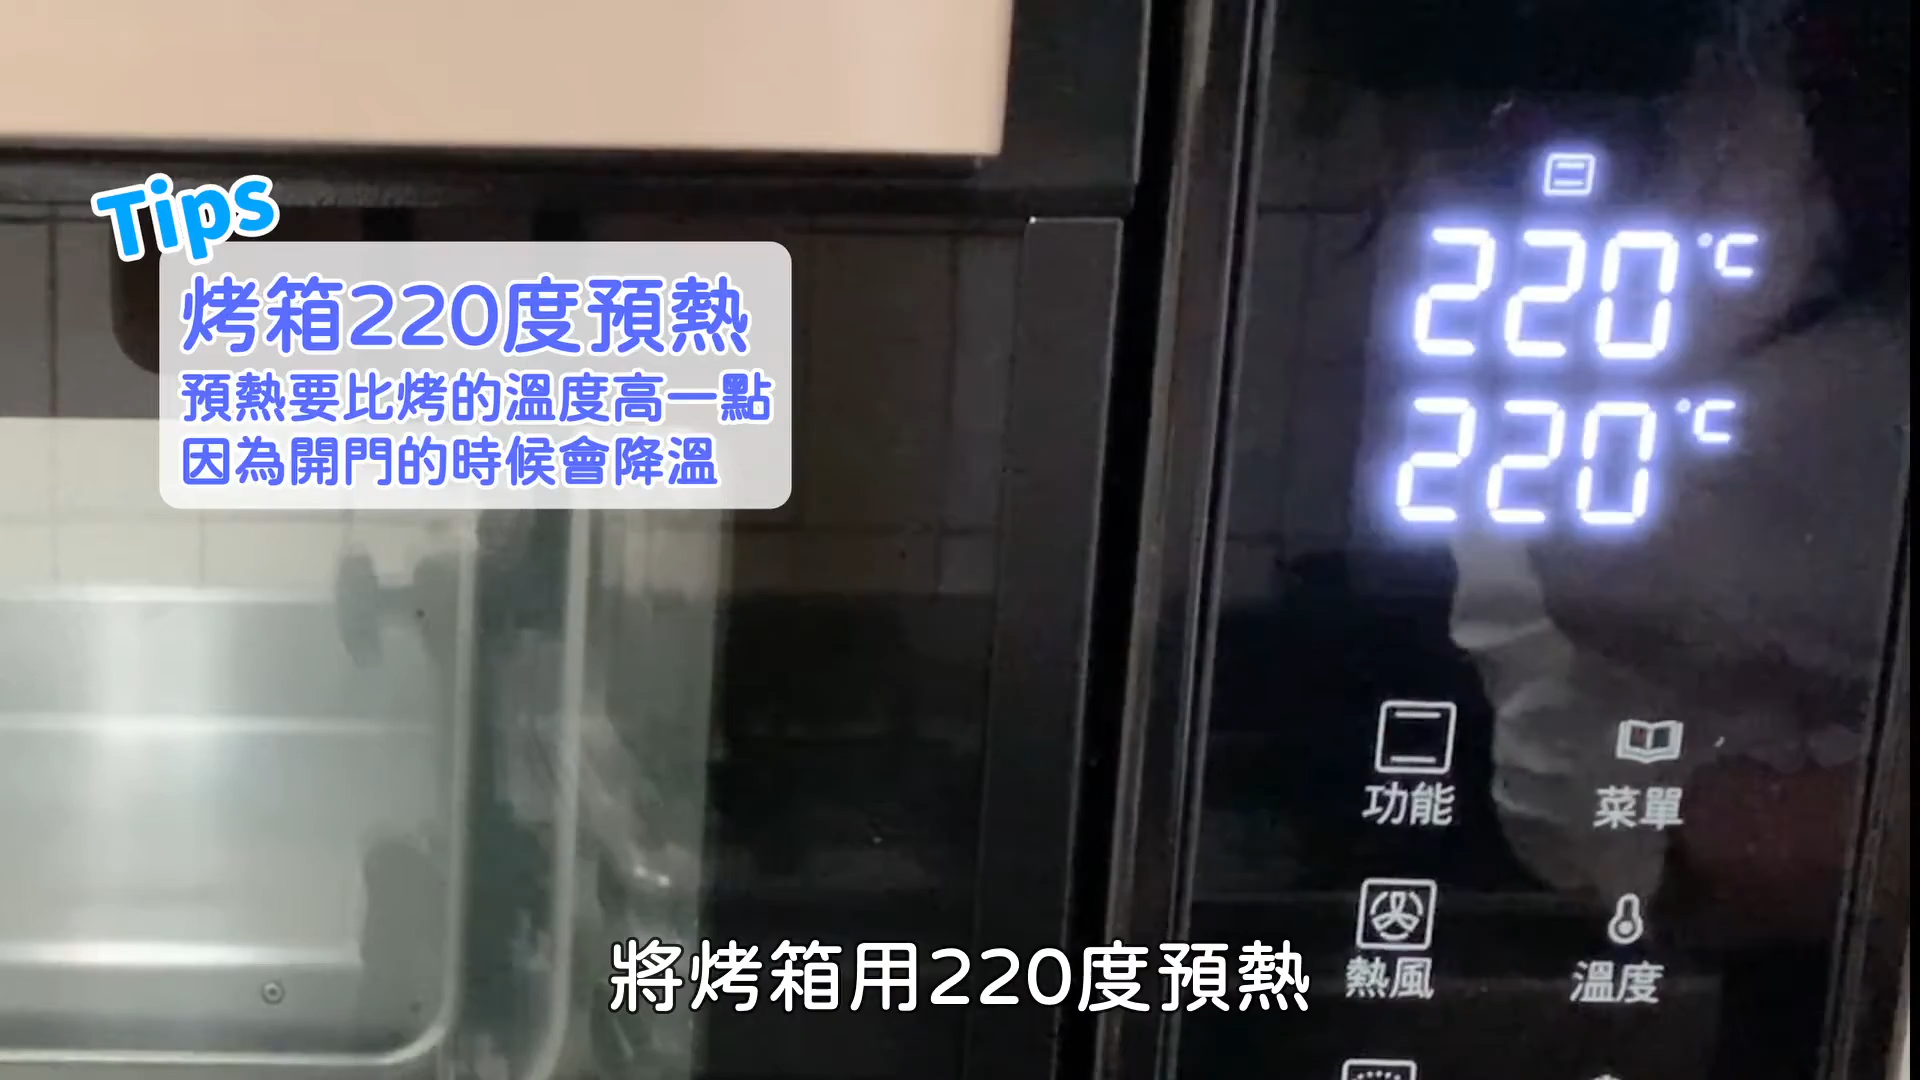 Tips
烤箱220度預熱
預熱要比烤的溫度高一點
因為開門的時候會降溫
220°C
220°C
功能
菜單
熱風
溫度
將烤箱用220度預熱